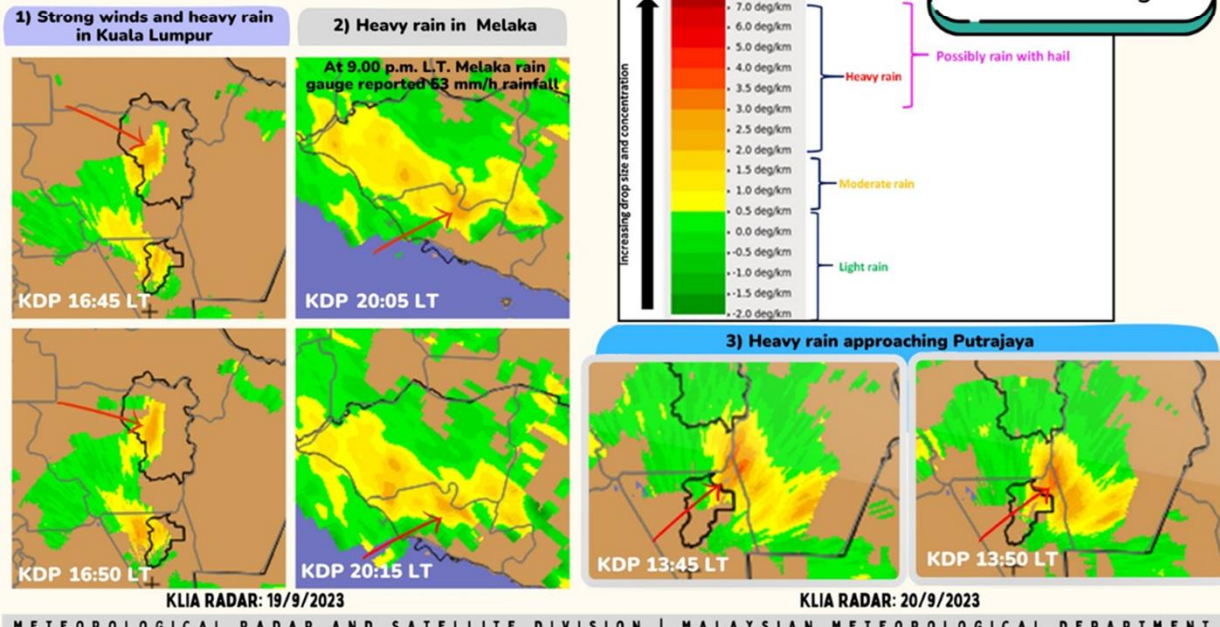 1) Strong winds and heavy rain
in Kuala Lumpur
2) Heavy rain in Melaka
At 9.00 p.m. L.T. Melaka rain
gauge reported 53 mm/h rainfall
KDP 16:45 LT
KDP 20:05 LT
KDP 16:50 LT
KDP 20:15 LT
KLIA RADAR: 19/9/2023
Increasing drop size and concentration
7.0 deg/km
6.0 deg/km
5.0 deg/km
4.0 deg/km
3.5 deg/km
3.0 deg/km
2.5 deg/km
2.0 deg/km
1.5 deg/km
1.0 deg/km
0.5 deg/km
0.0 deg/km
-0.5 deg/km
-1.0 deg/km
-1.5 deg/km
-2.0 deg/km
Heavy rain
Possibly rain with hail
Moderate rain
Light rain
3) Heavy rain approaching Putrajaya
KDP 13:45 LT
KDP 13:50 LT
KLIA RADAR: 20/9/2023
METEOROLOGICAL RADAR AND SATELLITE DIVISION | MALAYSIAN METEOROLOGICAL DEPARTMENT